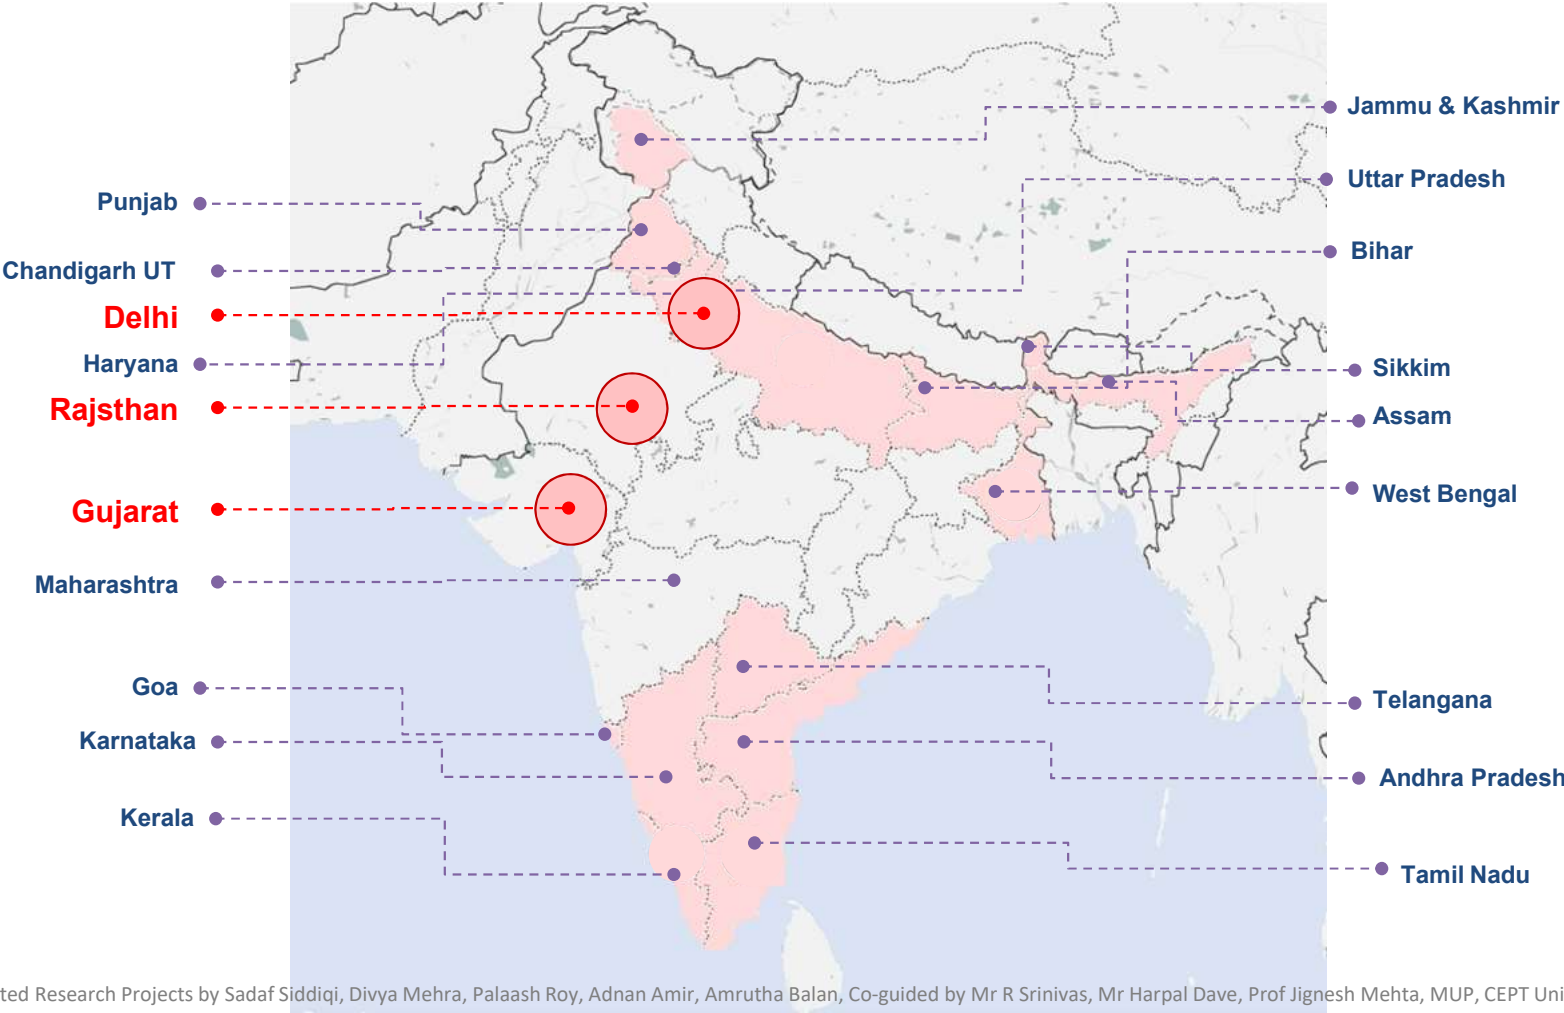 Jammu & Kashmir
Uttar Pradesh
Punjab
Bihar
Chandigarh UT
Delhi
Haryana
Sikkim
Rajsthan
Assam
West Bengal
Gujarat
Maharashtra
Goa
Telangana
Karnataka
Andhra Pradesh
Kerala
Tamil Nadu
ted Research Projects by Sadaf Siddiqi, Divya Mehra, Palaash Roy, Adnan Amir, Amrutha Balan, Co-guided by Mr R Srinivas, Mr Harpal Dave, Prof Jignesh Mehta, MUP, CEPT Uni